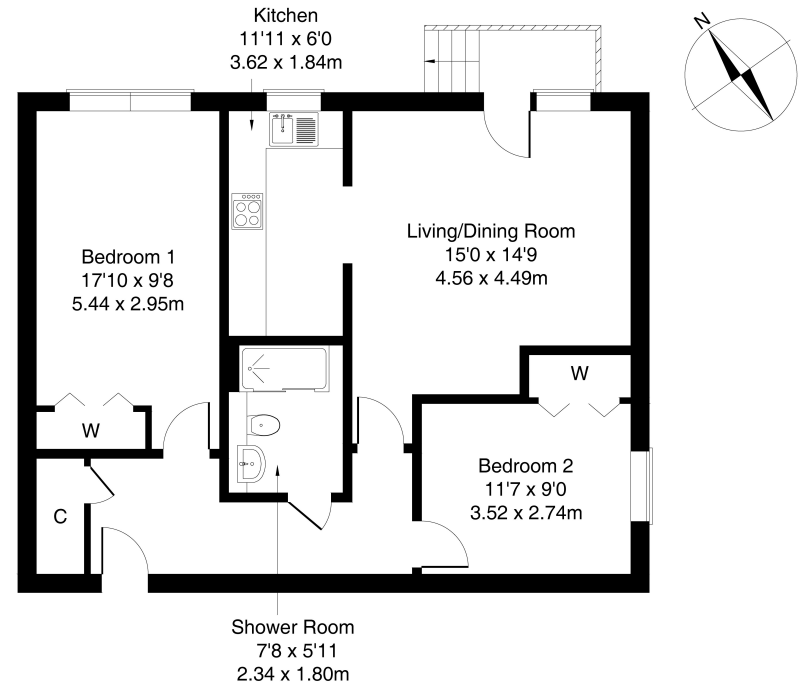 Kitchen
11'11 x 6'0
3.62 x 1.84m
N
Living/Dining Room
15'0 x 14'9
4.56 x 4.49m
Bedroom 1
17'10 x 9'8
5.44 x 2.95m
W
W
Bedroom 2
11'7 x 9'0
3.52 x 2.74m
C
Shower Room
7'8 x 5'11
2.34 x 1.80m